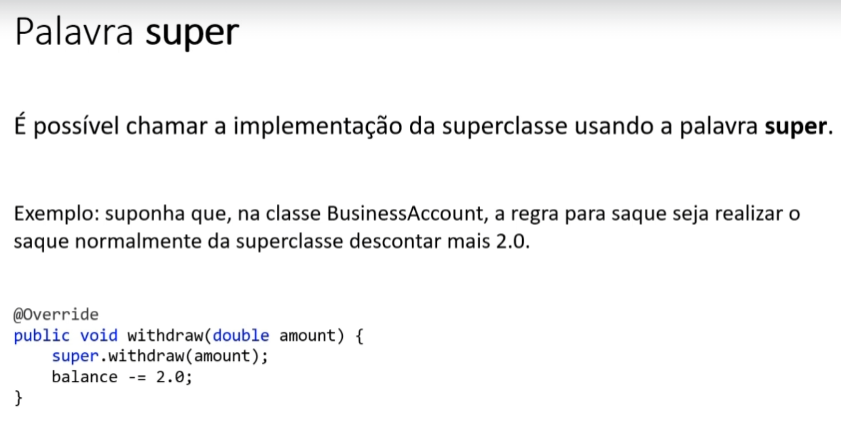 Palavra super
É possível chamar a implementação da superclasse usando a palavra super.
Exemplo: suponha que, na classe BusinessAccount, a regra para saque seja realizar o
saque normalmente da superclasse descontar mais 2.0.
@Override
public void withdraw(double amount) {
    super.withdraw(amount);
    balance -= 2.0;
}